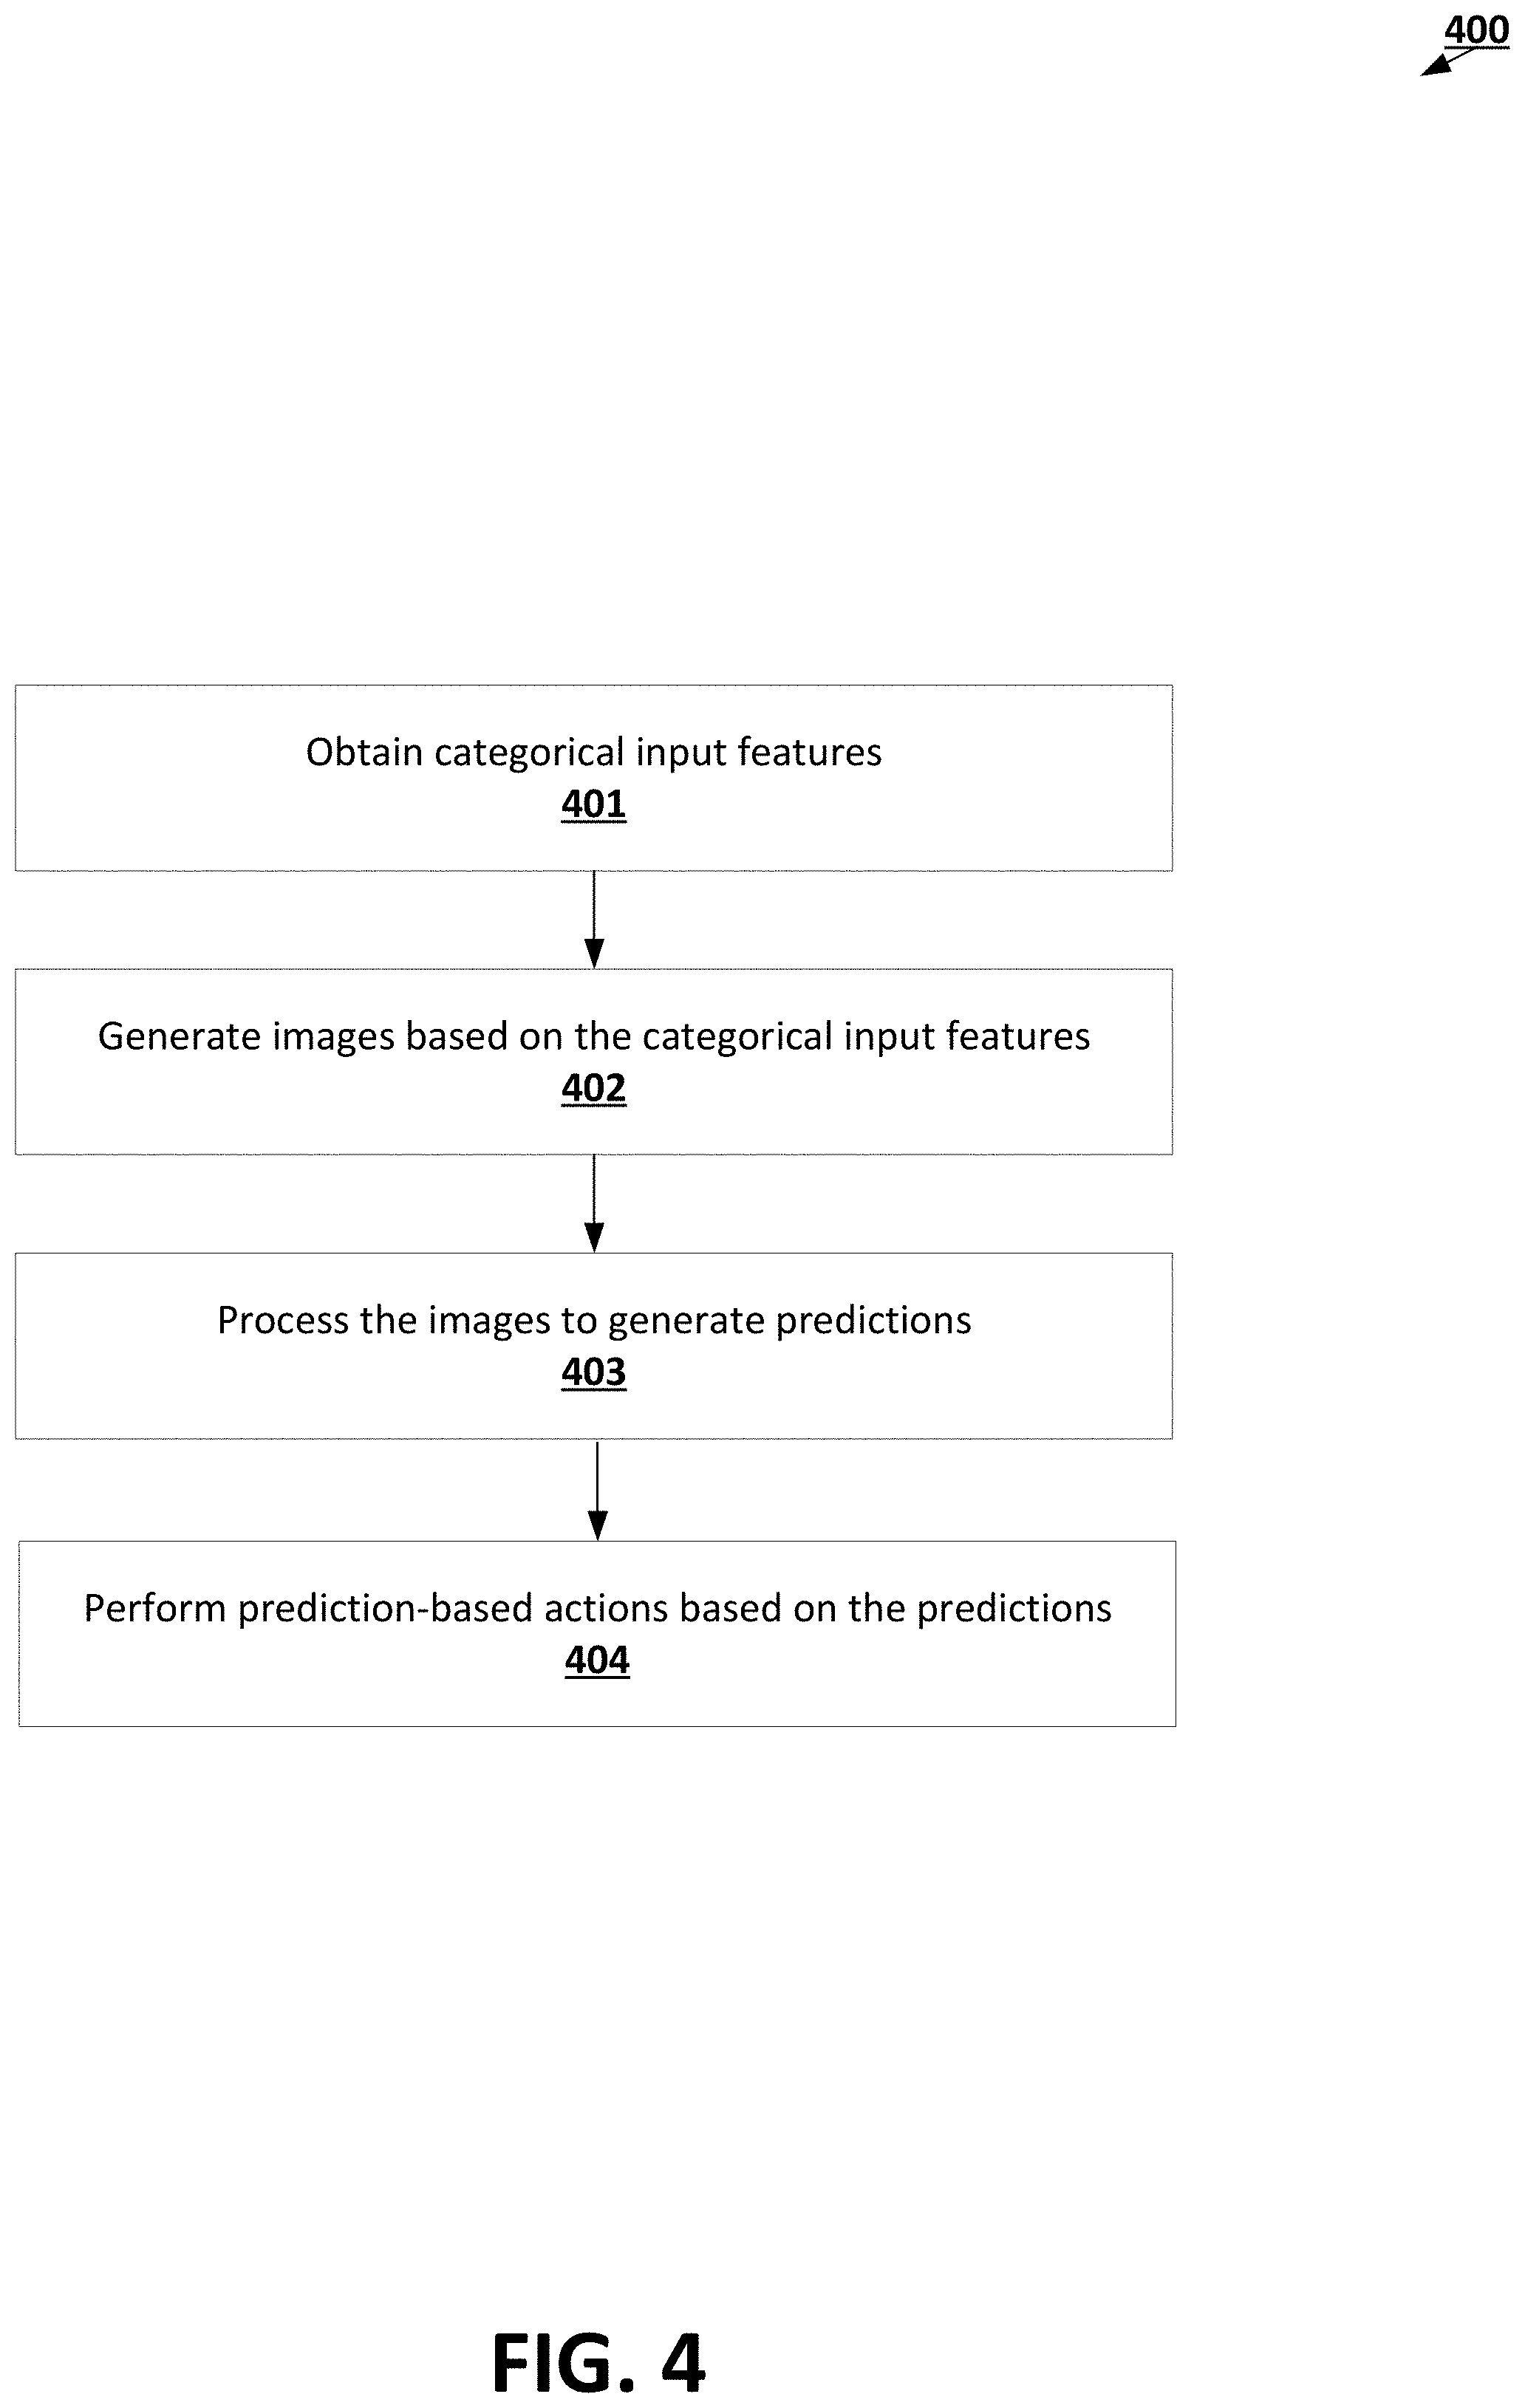 400
Obtain categorical input features
401
Generate images based on the categorical input features
402
Process the images to generate predictions
403
Perform prediction-based actions based on the predictions
404
FIG. 4